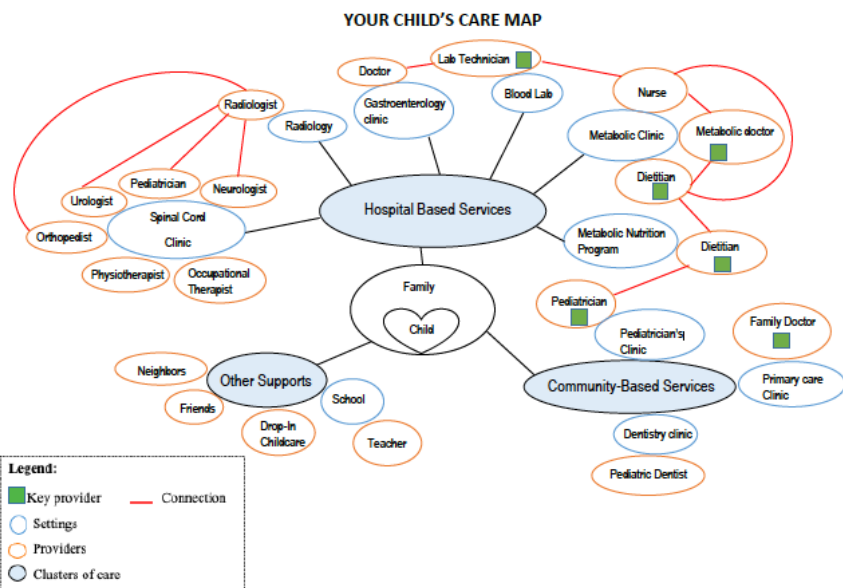 YOUR CHILD'S CARE MAP
Lab Technician
Doctor
Gastroenterology
clinic
Blood Lab
Nurse
Radiologist
Radiology
Metabolic Clinic
Metabolic doctor
Dietitian
Pediatrician
Neurologist
Urologist
Orthopedist
Spinal Cord
Clinic
Physiotherapist
Occupational
Therapist
Hospital Based Services
Metabolic Nutrition
Program
Dietitian
Family
Child
Pediatrician
Pediatrician's
Clinic
Family Doctor
Primary care
Clinic
Community-Based Services
Dentistry clinic
Pediatric Dentist
Other Supports
Neighbors
Friends
Drop-In
Childcare
School
Teacher
Legend:
Key provider
Connection
Settings
Providers
Clusters of care